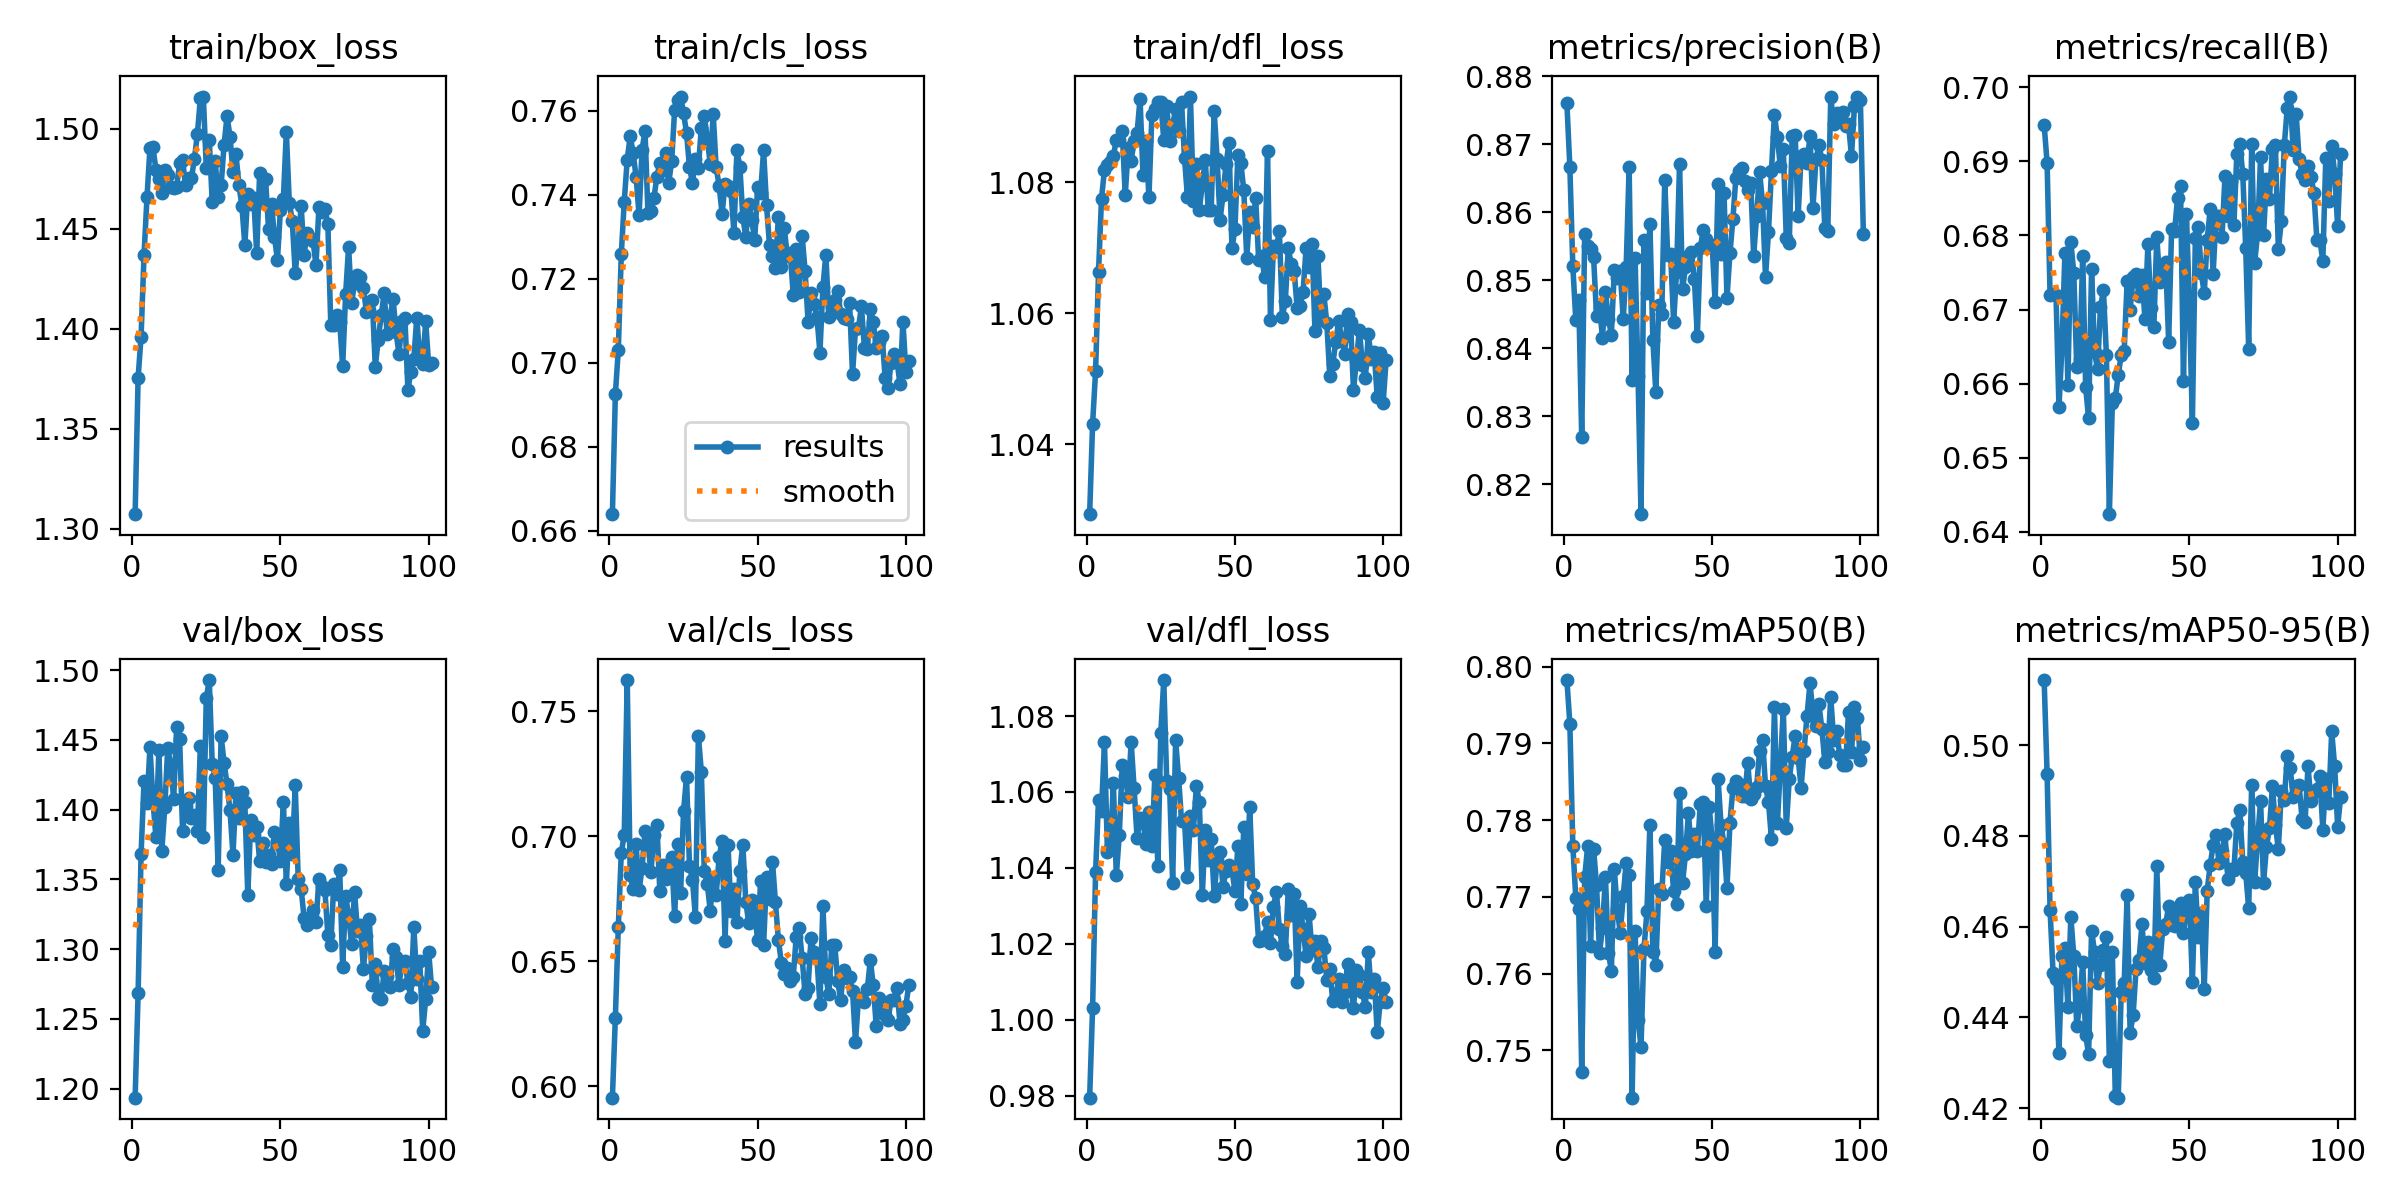 train/box_loss
train/cls_loss
train/dfl_loss
metrics/precision(B)
metrics/recall(B)
1.50
1.45
1.40
1.35
1.30
0 50 100
0.76
0.74
0.72
0.70
0.68
0.66
results
smooth
0 50 100
1.08
1.06
1.04
0 50 100
0.88
0.87
0.86
0.85
0.84
0.83
0.82
0 50 100
0.70
0.69
0.68
0.67
0.66
0.65
0.64
0 50 100
val/box_loss
val/cls_loss
val/dfl_loss
metrics/mAP50(B)
metrics/mAP50-95(B)
1.50
1.45
1.40
1.35
1.30
1.25
1.20
0 50 100
0.75
0.70
0.65
0.60
0 50 100
1.08
1.06
1.04
1.02
1.00
0.98
0 50 100
0.80
0.79
0.78
0.77
0.76
0.75
0 50 100
0.50
0.48
0.46
0.44
0.42
0 50 100